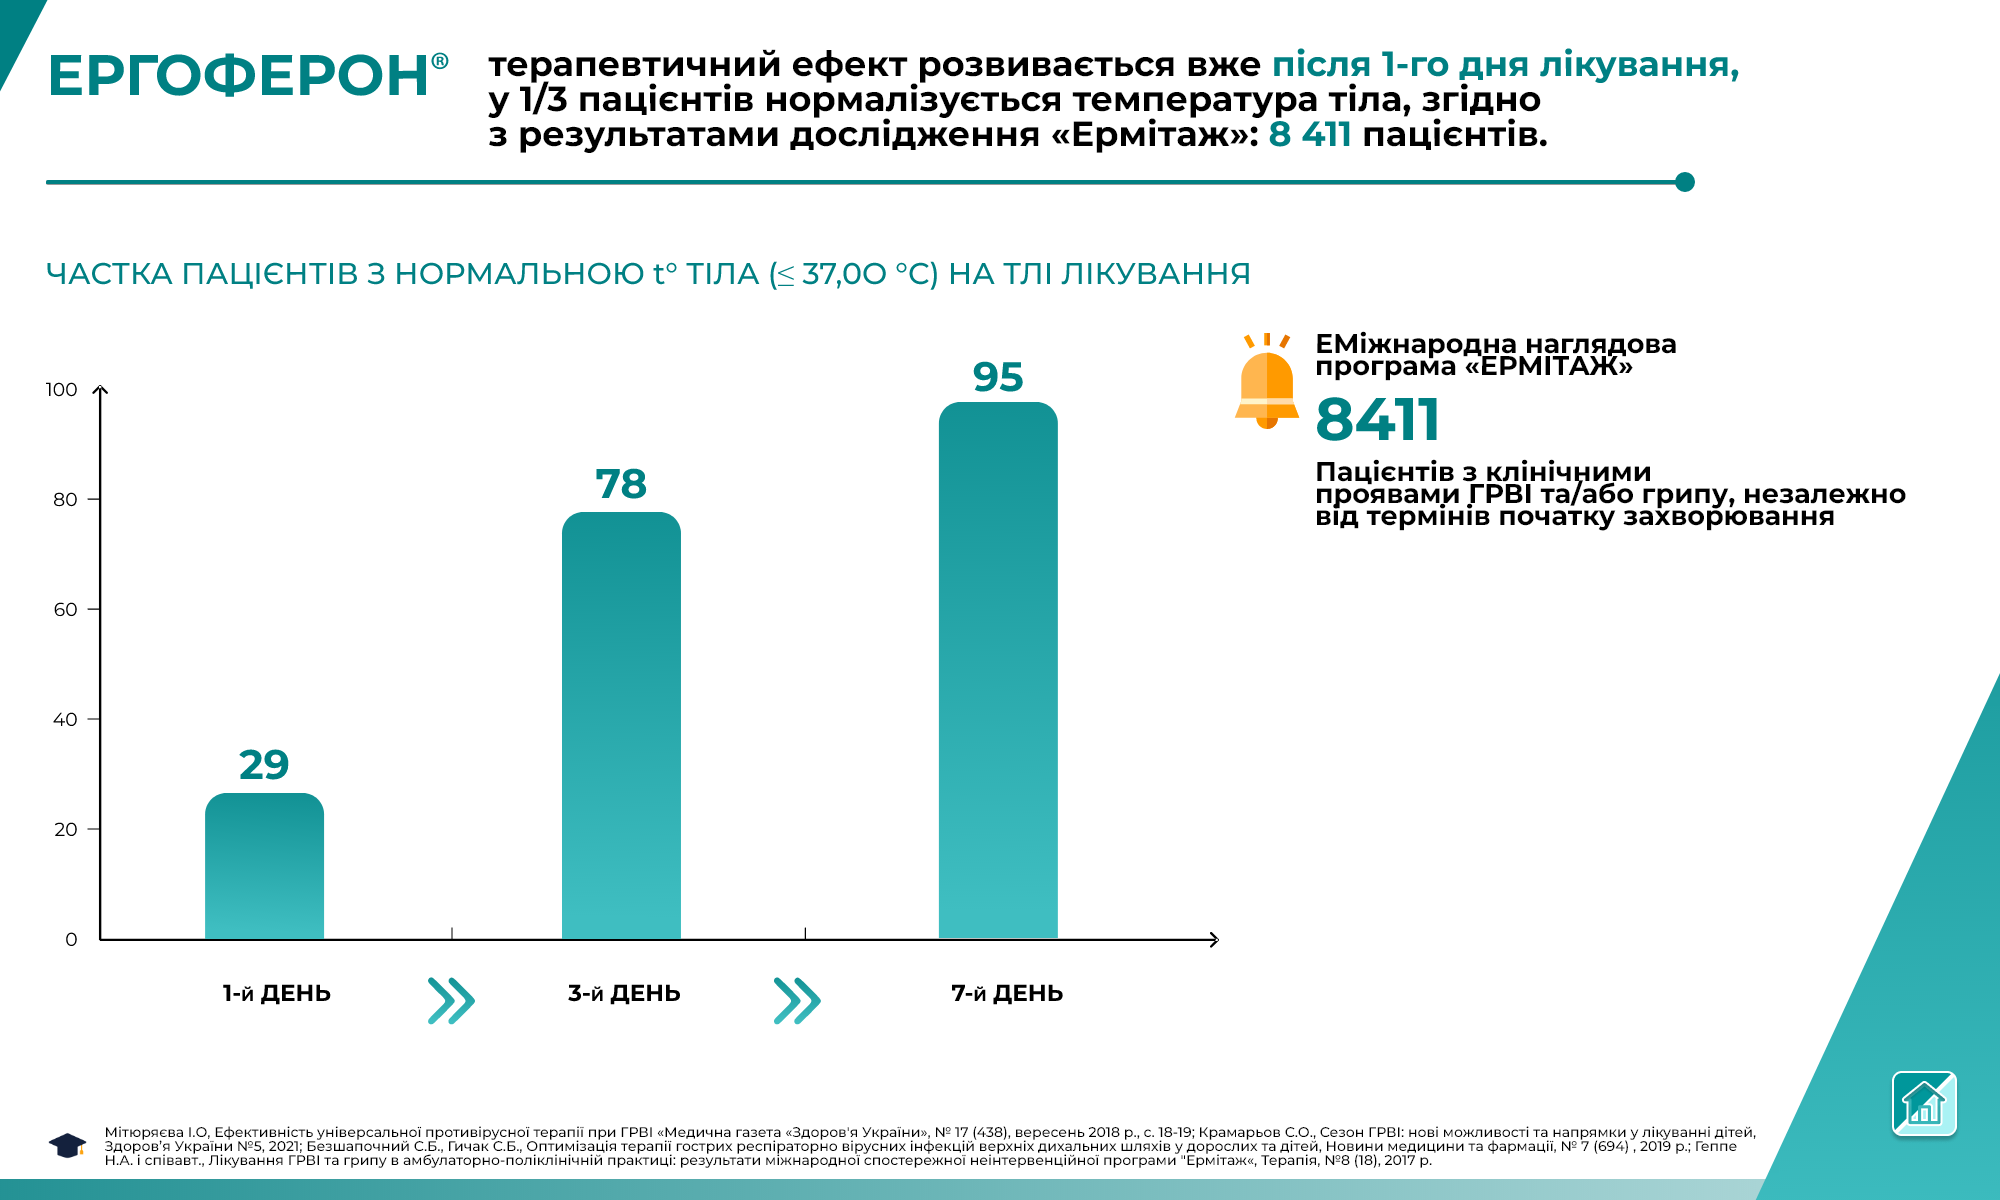 ЕРГОФЕРОН®
терапевтичний ефект розвивається вже після 1-го дня лікування,
у 1/3 пацієнтів нормалізується температура тіла, згідно
з результатами дослідження «Ермітаж»: 8 411 пацієнтів.
ЧАСТКА ПАЦІЄНТІВ З НОРМАЛЬНОЮ t° ТІЛА (≤ 37,0О °С) НА ТЛІ ЛІКУВАННЯ
ЕМіжнародна наглядова
програма «ЕРМІТАЖ»
8411
Пацієнтів з клінічними
проявами ГРВІ та/або грипу, незалежно
від термінів початку захворювання
100
80
60
40
20
0
29
78
95
1-й ДЕНЬ
3-й ДЕНЬ
7-й ДЕНЬ
Мітюряєва І.О, Ефективність універсальної противірусної терапії при ГРВІ «Медична газета «Здоров'я України», № 17 (438), вересень 2018 р., с. 18-19; Крамарьов С.О., Сезон ГРВІ: нові можливості та напрямки у лікуванні дітей,
Здоров’я України №5, 2021; Безшапочний С.Б., Гичак С.Б., Оптимізація терапії гострих респіраторно вірусних інфекцій верхніх дихальних шляхів у дорослих та дітей, Новини медицини та фармації, № 7 (694) , 2019 р.; Геппе
Н.А. і співавт., Лікування ГРВІ та грипу в амбулаторно-поліклінічній практиці: результати міжнародної спостережної неінтервенційної програми "Ермітаж«, Терапія, №8 (18), 2017 р.